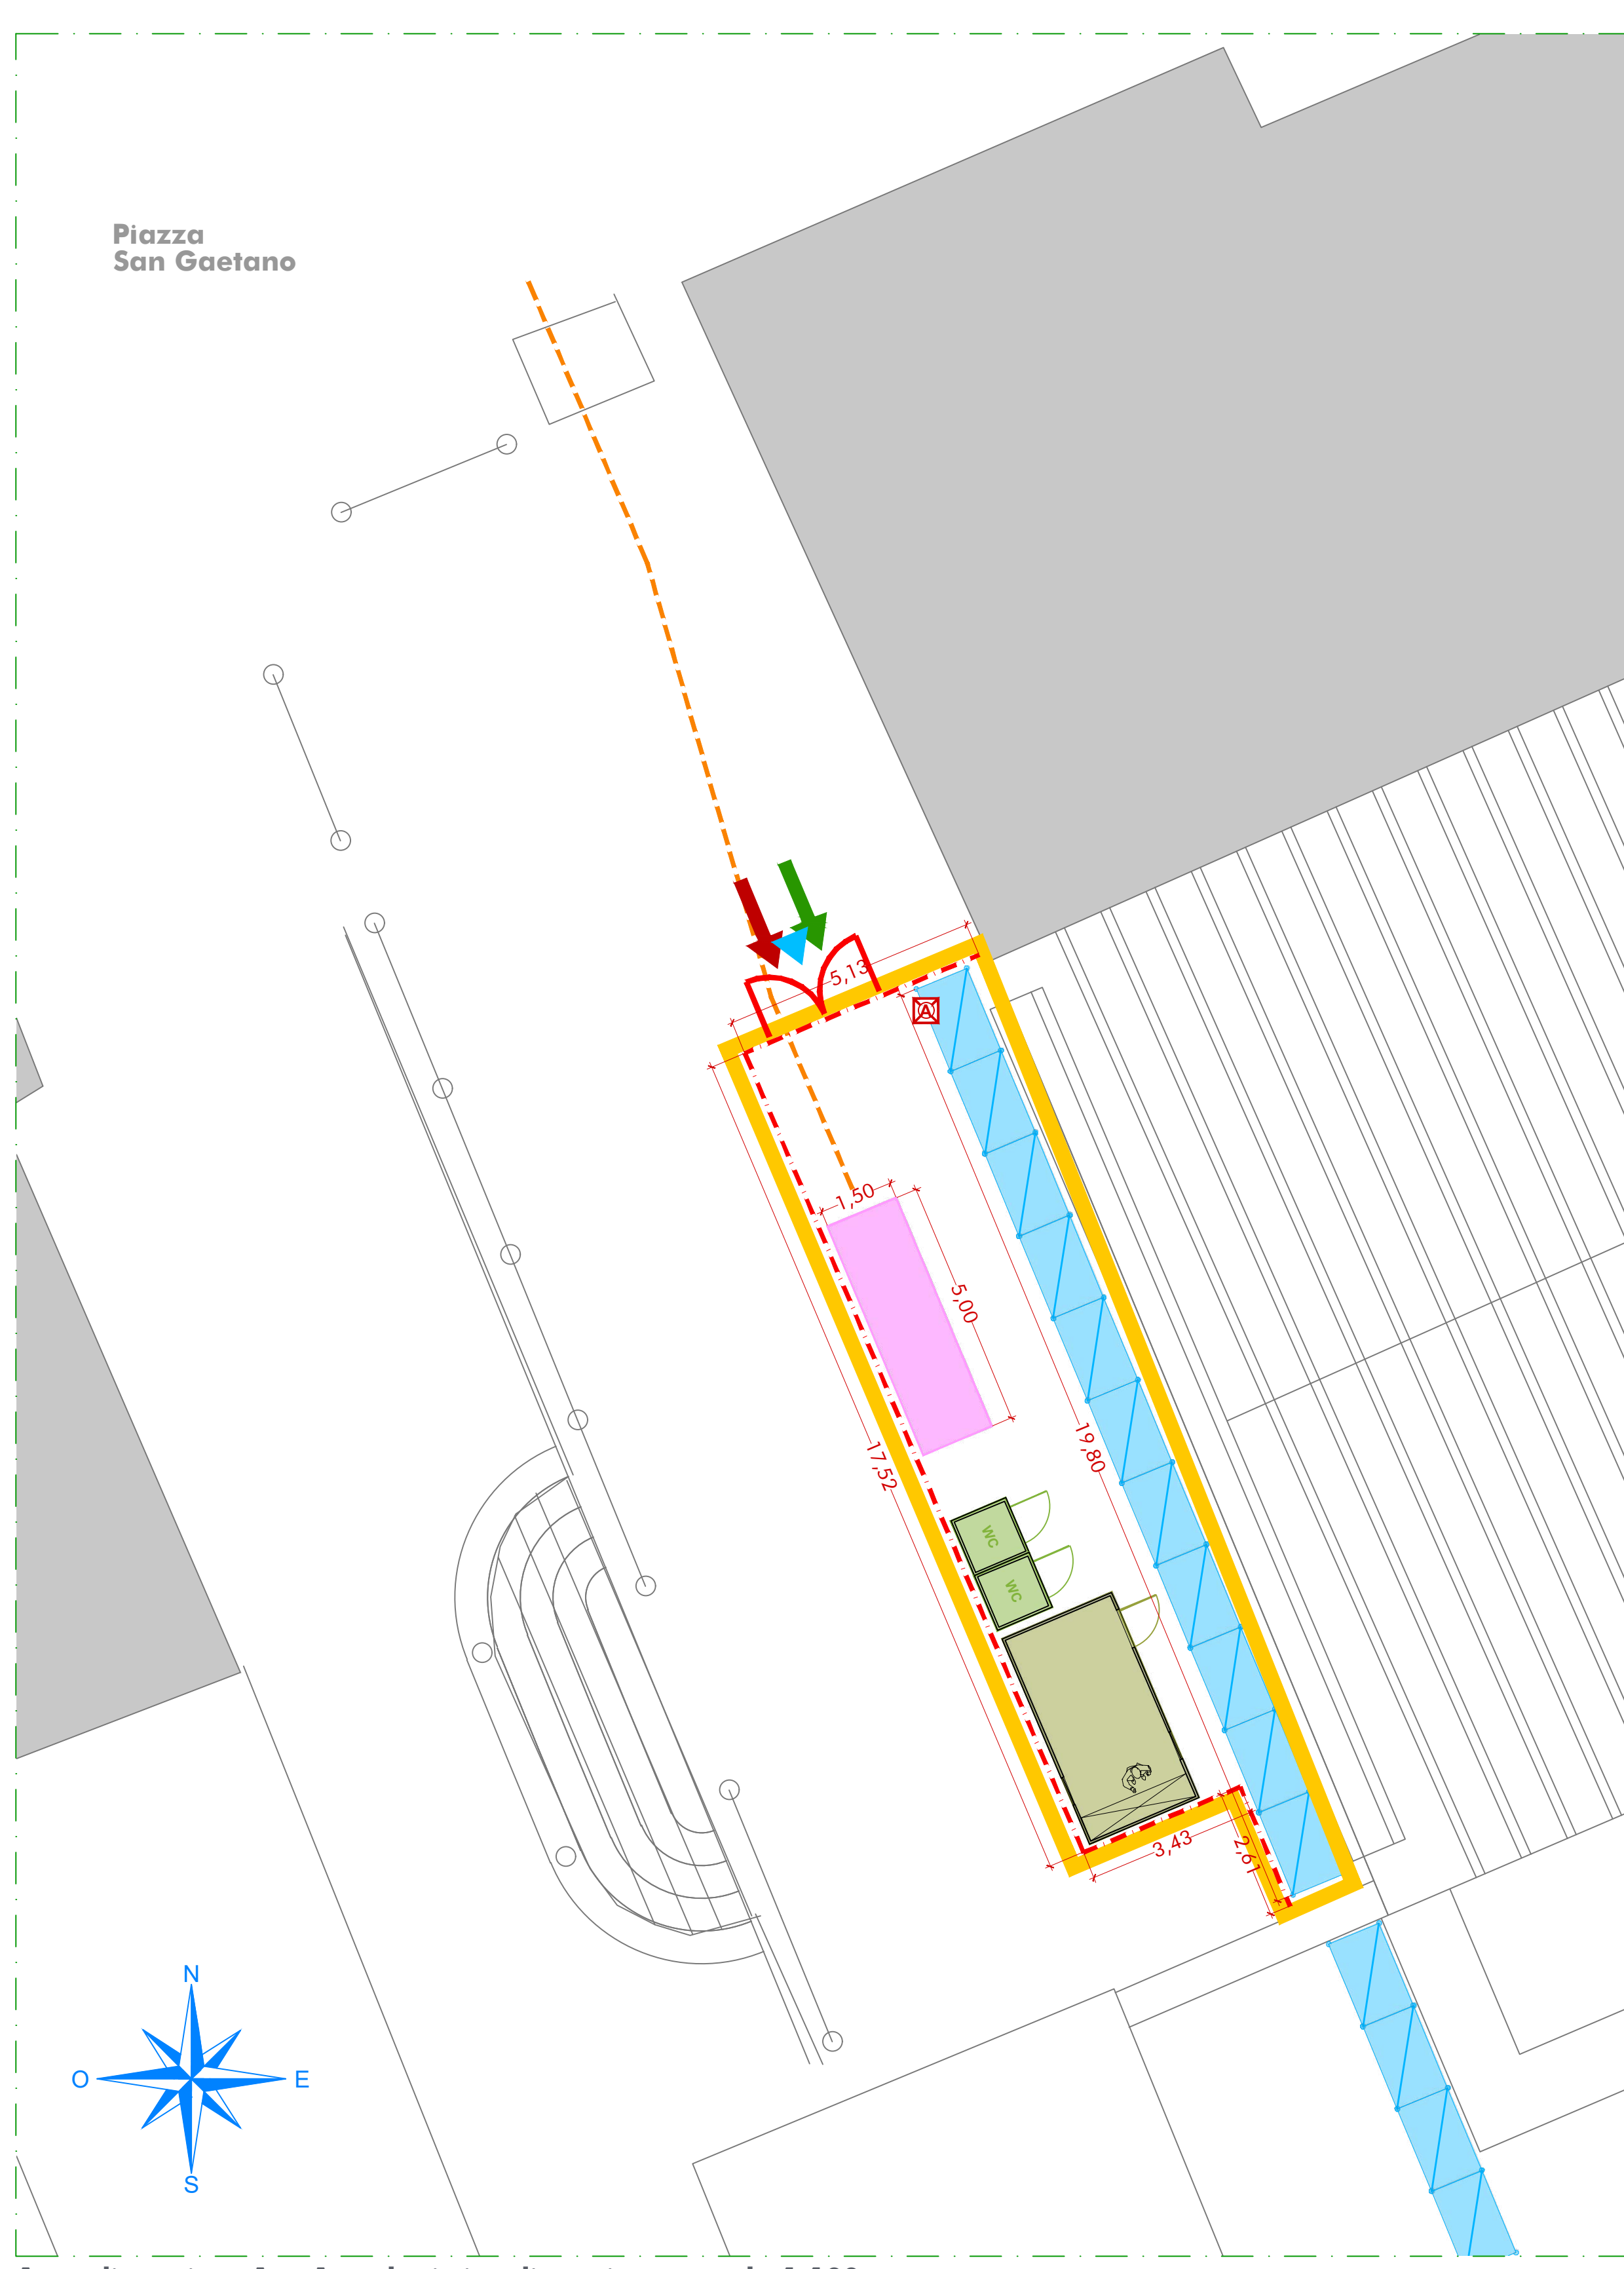 Piazza
San Gaetano
5,13
A
1,50
5,00
17,52
19,80
WC
WC
3,43
2,61
N
O
E
S